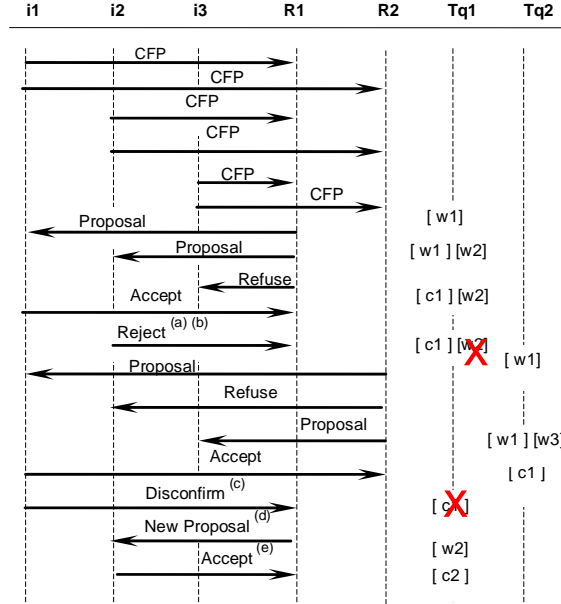 i1 i2 i3 R1 R2 Tq1 Tq2
CFP
CFP
CFP
CFP
CFP
CFP
[ w1]
Proposal
Proposal [ w1 ] [w2]
Refuse
Accept [ c1 ] [w2]
Reject (a) (b) [ c1 ] [w2]
[ w1]
Proposal
Refuse
Proposal [ w1 ] [w3]
Accept [ c1 ]
Disconfirm (c) [ c1 ]
New Proposal (d)
[ w2]
Accept (e) [ c2 ]